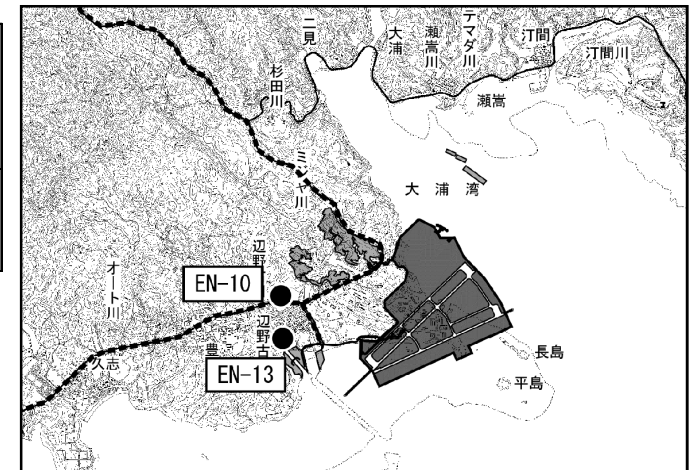 二見
大浦
瀬嵩川
テマダ川
汀間
汀間川
杉田川
瀬嵩
ミジャ川
大浦湾
辺野
オート川
EN-10
辺野古
豊
久志
EN-13
長島
平島